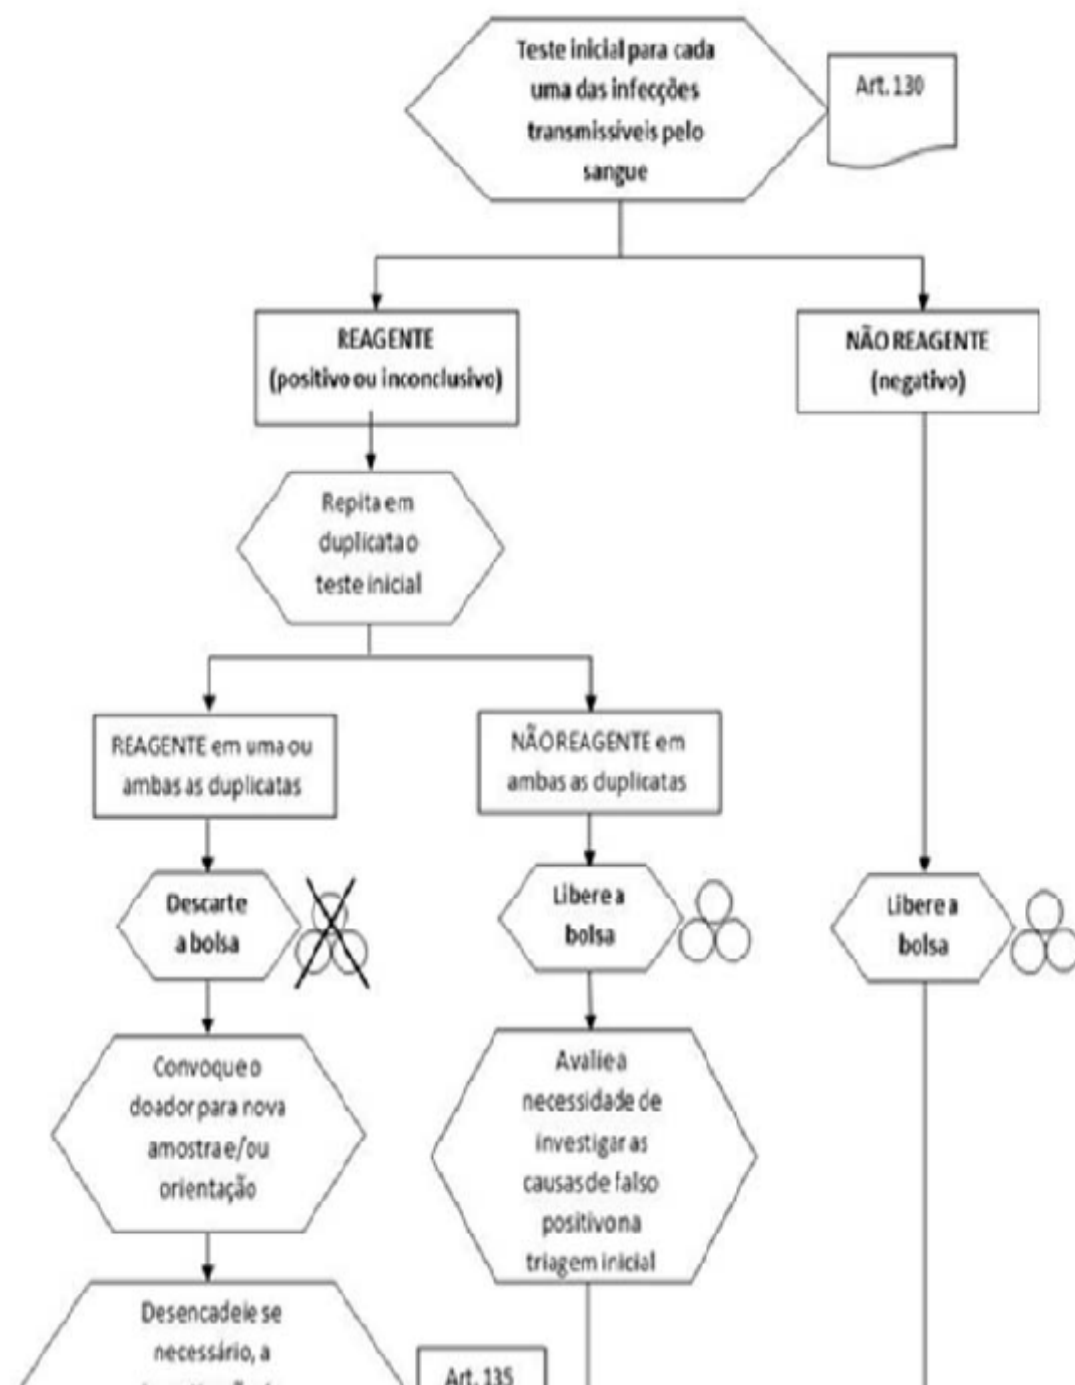 Teste inicial para cada
uma das infecções
transmissíveis pelo
sangue
Art. 130
REAGENTE
(positivo ou inconclusivo)
NÃO REAGENTE
(negativo)
Repita em
duplicata o
teste inicial
REAGENTE em uma ou
ambas as duplicatas
NÃO REAGENTE em
ambas as duplicatas
Descarte
a bolsa
Libere a
bolsa
Libere a
bolsa
Convoque o
doador para nova
amostra e/ou
orientação
Avalie a
necessidade de
investigar as
causas de falso
positivo na
triagem inicial
Desencadeie se
necessário, a
Art. 135